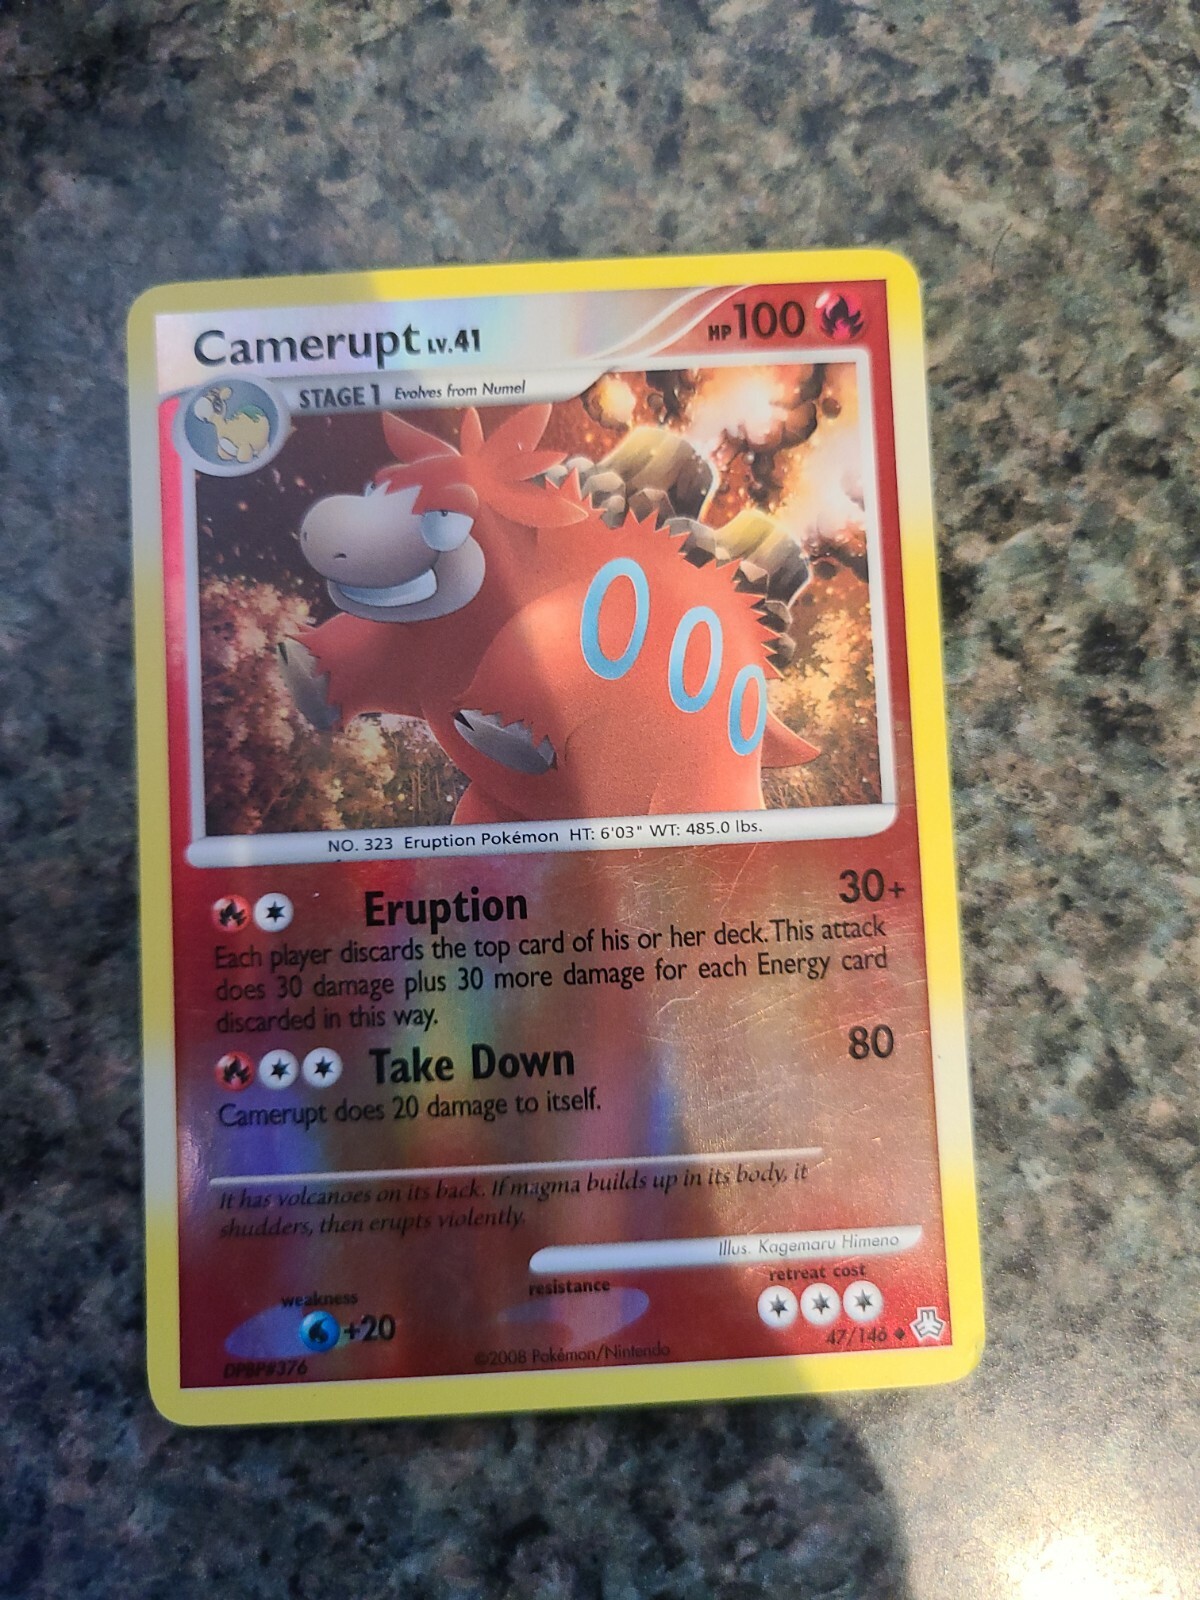 Camerupt LV.41
HP 100
STAGE 1 Evolves from Numel
NO. 323 Eruption Pokémon HT: 6'03" WT: 485.0 lbs.
Eruption 30+
Each player discards the top card of his or her deck. This attack
does 30 damage plus 30 more damage for each Energy card
discarded in this way.
Take Down 80
Camerupt does 20 damage to itself.
It has volcanoes on its back. If magma builds up in its body, it
shudders, then erupts violently.
Illus. Kagemaru Himeno
weakness
+20
resistance
retreat cost
47/146
DPBP#376
©2008 Pokémon/Nintendo